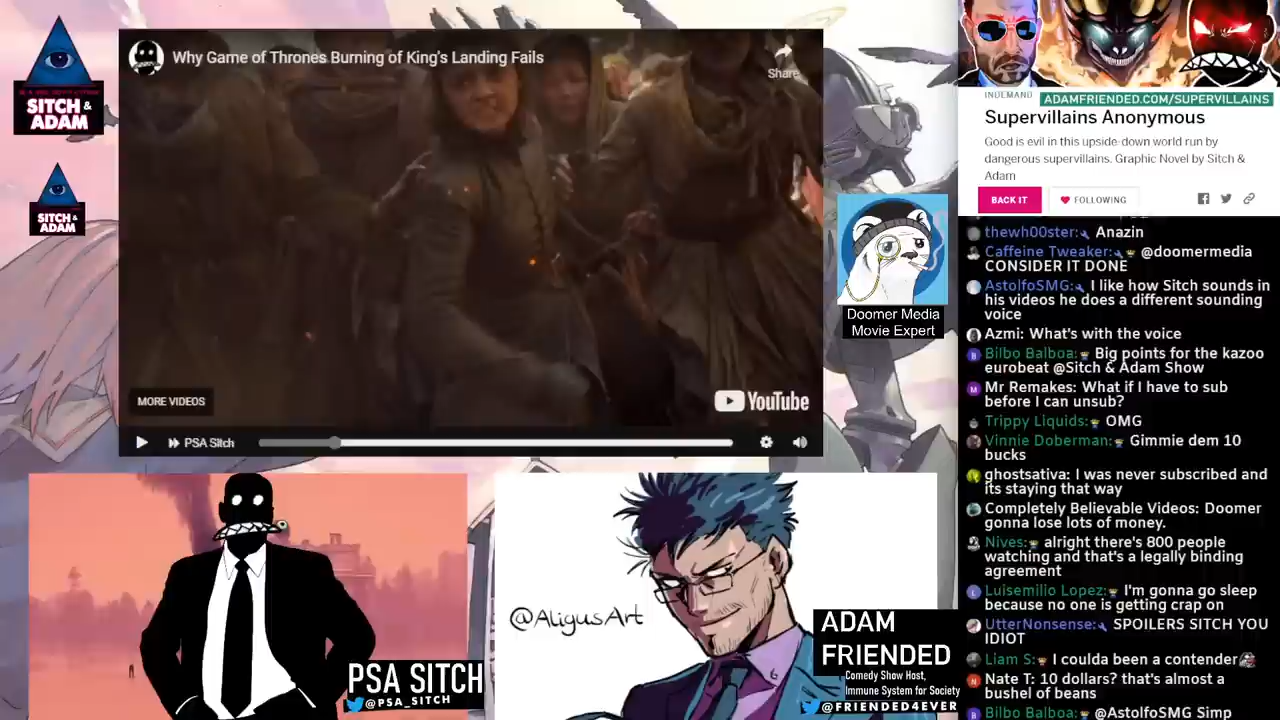 Why Game of Thrones Burning of King's Landing Fails
Share
MORE VIDEOS
YouTube
PSA Sitch
SITCH &
ADAM
SITCH &
ADAM
Doomer Media
Movie Expert
@AligusArt
PSA SITCH
@PSA_SITCH
ADAM
FRIENDED
Comedy Show Host,
Immune System for Society
@FRIENDED4EVER
INDEMAND
ADAMFRIENDED.COM/SUPERVILLAINS
Supervillains Anonymous
Good is evil in this upside-down world run by
dangerous supervillains. Graphic Novel by Sitch &
Adam
BACK IT
FOLLOWING
thewh00ster: Anazin
Caffeine Tweaker: @doomermedia
CONSIDER IT DONE
AstolfoSMG: I like how Sitch sounds in
his videos he does a different sounding
voice
Azmi: What's with the voice
Bilbo Balboa: Big points for the kazoo
eurobeat @Sitch & Adam Show
Mr Remakes: What if I have to sub
before I can unsub?
Trippy Liquids: OMG
Vinnie Doberman: Gimmie dem 10
bucks
ghostsativa: I was never subscribed and
its staying that way
Completely Believable Videos: Doomer
gonna lose lots of money.
Nives: alright there's 800 people
watching and that's a legally binding
agreement
Luisemilio Lopez: I'm gonna go sleep
because no one is getting crap on
UtterNonsense: SPOILERS SITCH YOU
IDIOT
Liam S: I coulda been a contender
Nate T: 10 dollars? that's almost a
bushel of beans
Bilbo Balboa: @AstolfoSMG Simp